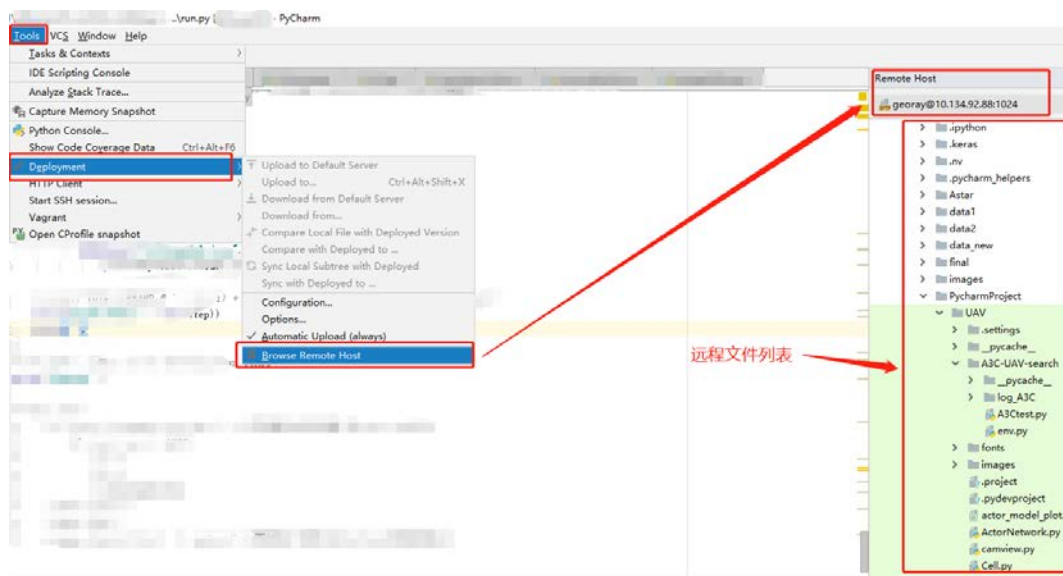 ..\run.py
- PyCharm
Tools VCS Window Help
Tasks & Contexts
IDE Scripting Console
Analyze Stack Trace...
Capture Memory Snapshot
Python Console...
Show Code Coverage Data Ctrl+Alt+F6
Deployment
HTTP Client
Start SSH session...
Vagrant
Open CProfile snapshot
Upload to Default Server
Upload to... Ctrl+Alt+Shift+X
Download from Default Server
Download from...
Compare Local File with Deployed Version
Compare with Deployed to ...
Sync Local Subtree with Deployed
Sync with Deployed to ...
Configuration...
Options...
Automatic Upload (always)
Browse Remote Host
远程文件列表
Remote Host
georay@10.134.92.88:1024
.ipython
.keras
.nv
.pycharm_helpers
Astar
data1
data2
data_new
final
images
PycharmProject
UAV
.settings
__pycache__
A3C-UAV-search
__pycache__
log_A3C
A3Ctest.py
env.py
fonts
images
.project
.pydevproject
actor_model_plot
ActorNetwork.py
camview.py
Cell.py